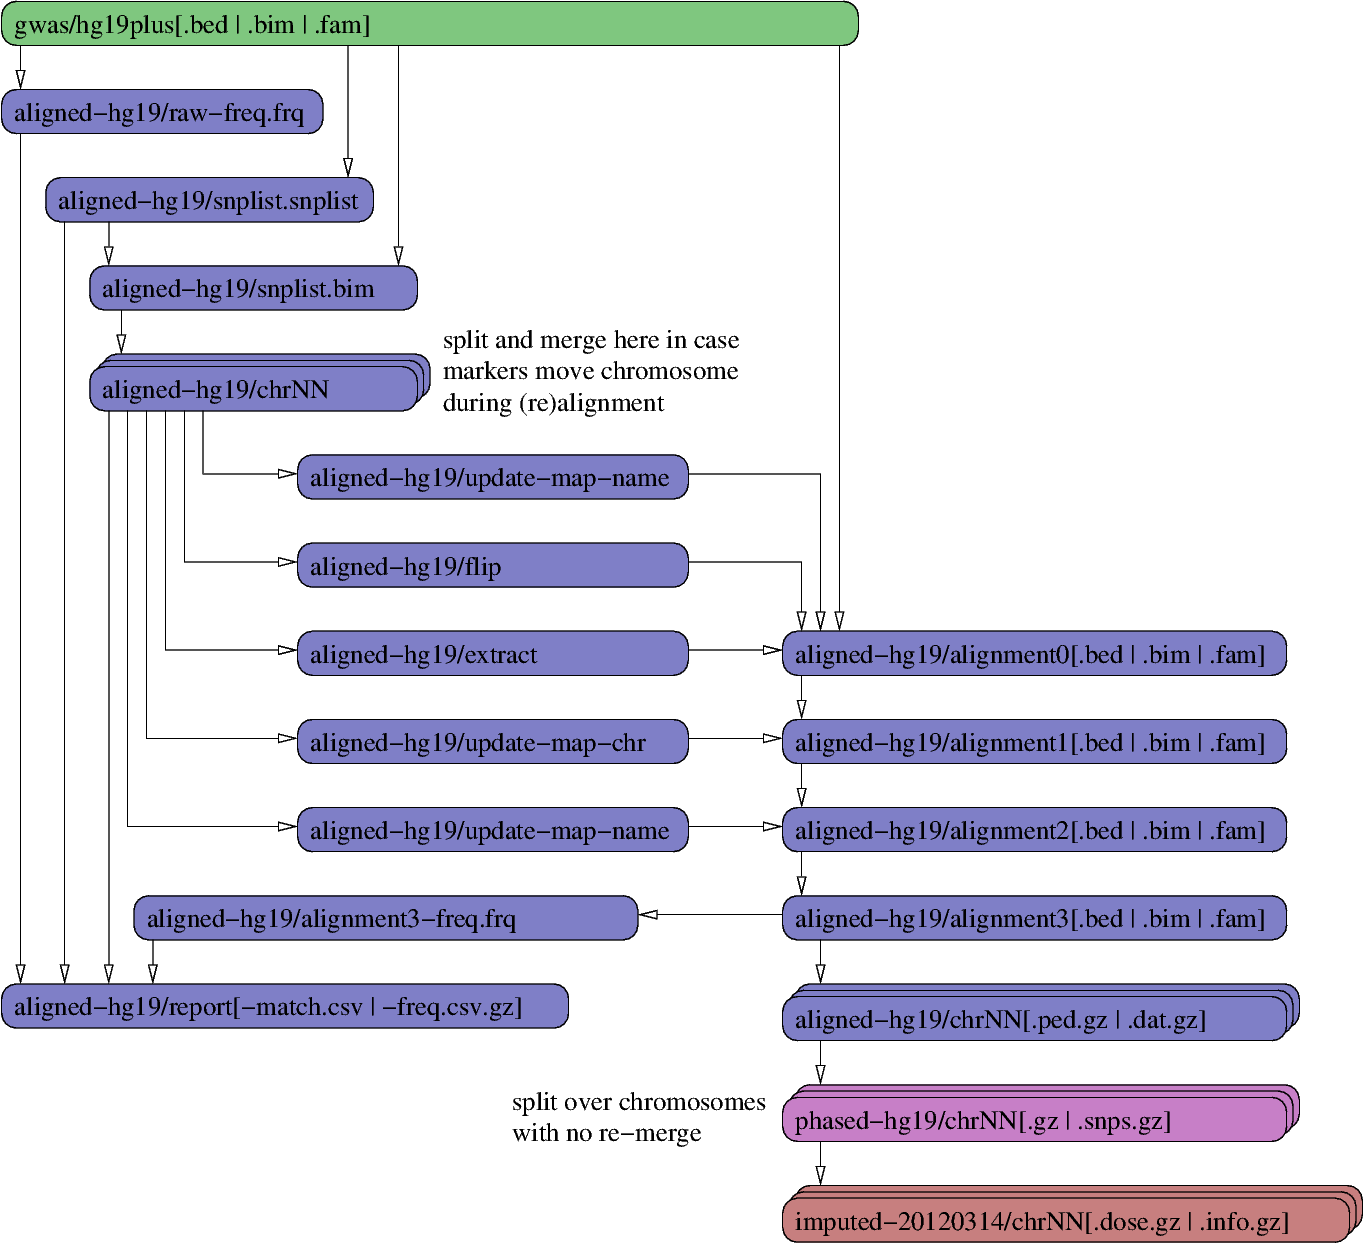 gwas/hg19plus[.bed | .bim | .fam]
aligned−hg19/raw−freq.frq
aligned−hg19/snplist.snplist
aligned−hg19/snplist.bim
split and merge here in case
markers move chromosome
during (re)alignment
aligned−hg19/chrNN
aligned−hg19/update−map−name
aligned−hg19/flip
aligned−hg19/extract
aligned−hg19/alignment0[.bed | .bim | .fam]
aligned−hg19/update−map−chr
aligned−hg19/alignment1[.bed | .bim | .fam]
aligned−hg19/update−map−name
aligned−hg19/alignment2[.bed | .bim | .fam]
aligned−hg19/alignment3−freq.frq
aligned−hg19/alignment3[.bed | .bim | .fam]
aligned−hg19/report[−match.csv | −freq.csv.gz]
aligned−hg19/chrNN[.ped.gz | .dat.gz]
split over chromosomes
with no re−merge
phased−hg19/chrNN[.gz | .snps.gz]
imputed−20120314/chrNN[.dose.gz | .info.gz]